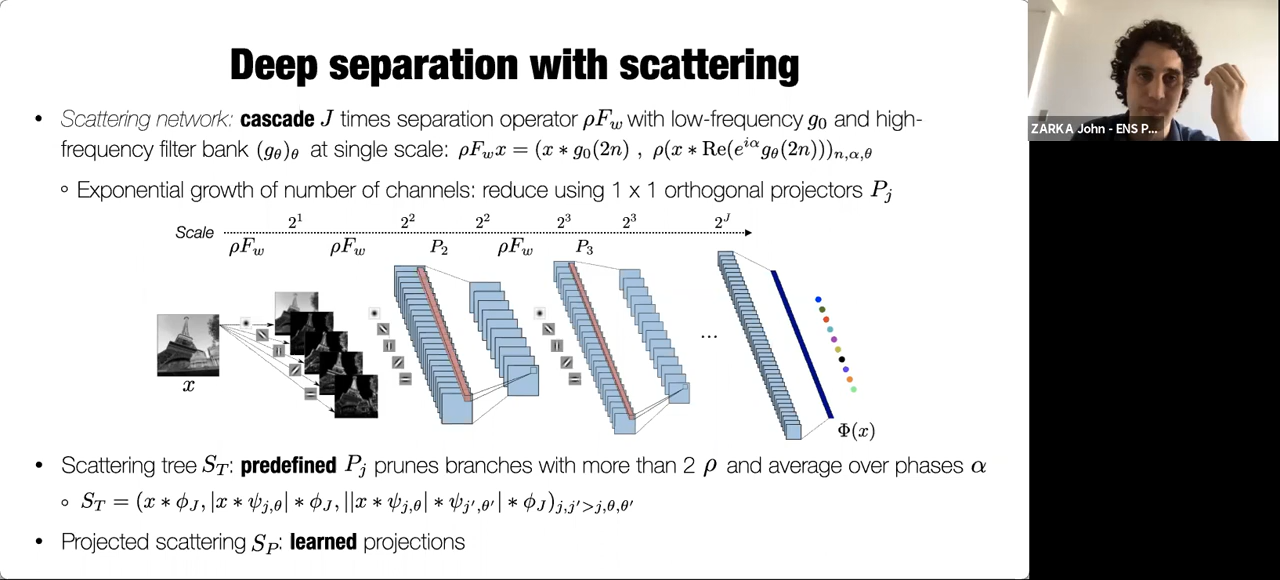 Deep separation with scattering
• Scattering network: cascade J times separation operator ρF_w with low-frequency g_0 and high-
frequency filter bank (g_θ)_θ at single scale: ρF_w x = (x * g_0(2n) , ρ(x * Re(e^{iα} g_θ(2n)))_{n,α,θ}
∘ Exponential growth of number of channels: reduce using 1 x 1 orthogonal projectors P_j
Scale 2^1 2^2 2^2 2^3 2^3 2^J
ρF_w ρF_w P_2 ρF_w P_3
...
x
Φ(x)
• Scattering tree S_T: predefined P_j prunes branches with more than 2 ρ and average over phases α
∘ S_T = (x * φ_J, |x * ψ_{j,θ}| * φ_J, ||x * ψ_{j,θ}| * ψ_{j',θ'}| * φ_J)_{j,j'>j,θ,θ'}
• Projected scattering S_P: learned projections
ZARKA John - ENS P...